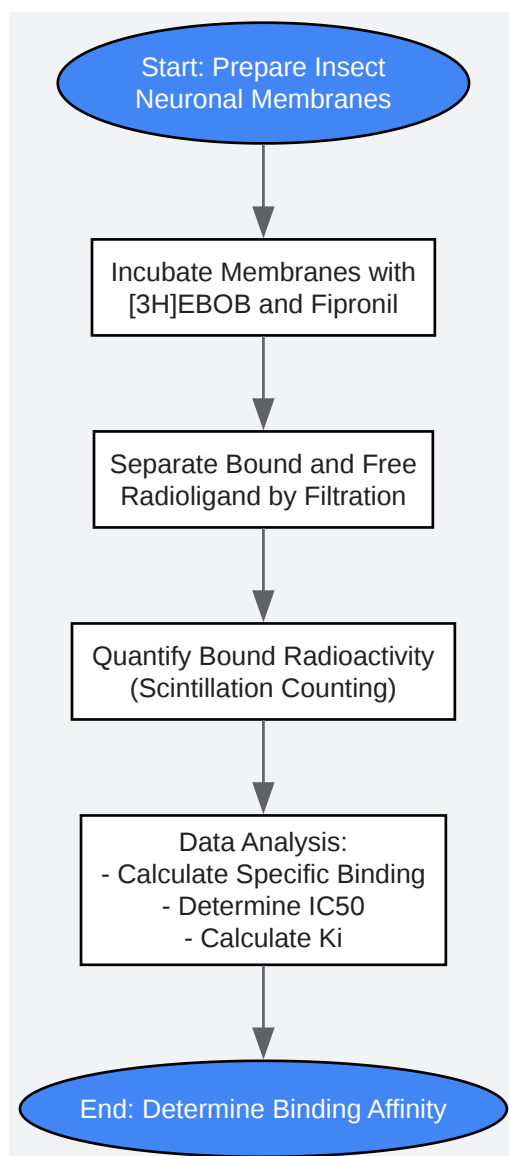 Start: Prepare Insect
Neuronal Membranes
Incubate Membranes with
[3H]EBOB and Fipronil
Separate Bound and Free
Radioligand by Filtration
Quantify Bound Radioactivity
(Scintillation Counting)
Data Analysis:
- Calculate Specific Binding
- Determine IC50
- Calculate Ki
End: Determine Binding Affinity